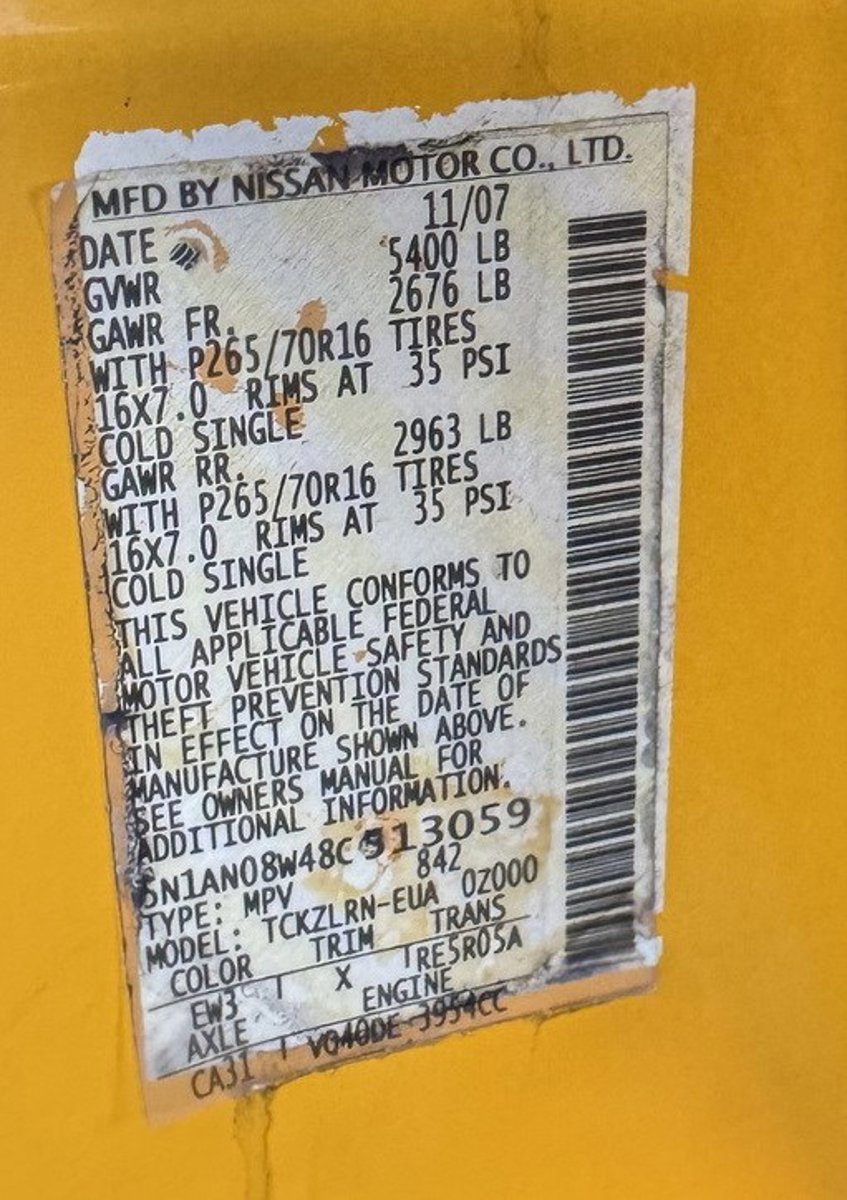 MFD BY NISSAN MOTOR CO., LTD.
DATE 11/07
GVWR 5400 LB
GAWR FR. 2676 LB
WITH P265/70R16 TIRES
16X7.0 RIMS AT 35 PSI
COLD SINGLE
GAWR RR. 2963 LB
WITH P265/70R16 TIRES
16X7.0 RIMS AT 35 PSI
COLD SINGLE
THIS VEHICLE CONFORMS TO
ALL APPLICABLE FEDERAL
MOTOR VEHICLE SAFETY AND
THEFT PREVENTION STANDARDS
IN EFFECT ON THE DATE OF
MANUFACTURE SHOWN ABOVE.
SEE OWNERS MANUAL FOR
ADDITIONAL INFORMATION.
5N1AN08W48C513059
TYPE: MPV 842
MODEL: TCKZLRN-EUA 0Z000
COLOR TRIM TRANS
EW3 X RE5R05A
AXLE ENGINE
CA31 VQ40DE 3954CC